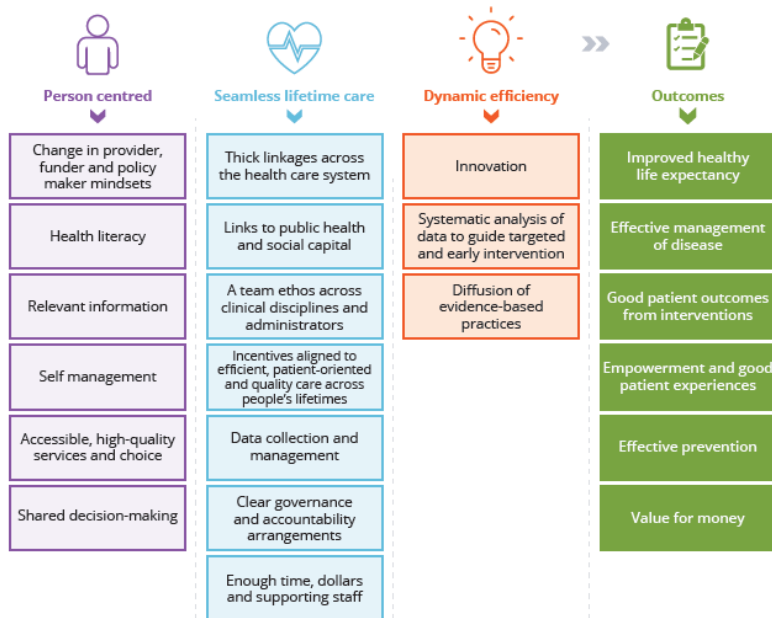 Person centred
Change in provider,
funder and policy
maker mindsets
Health literacy
Relevant information
Self management
Accessible, high-quality
services and choice
Shared decision-making
Seamless lifetime care
Thick linkages across
the health care system
Links to public health
and social capital
A team ethos across
clinical disciplines and
administrators
Incentives aligned to
efficient, patient-oriented
and quality care across
people's lifetimes
Data collection and
management
Clear governance
and accountability
arrangements
Enough time, dollars
and supporting staff
Dynamic efficiency
Innovation
Systematic analysis of
data to guide targeted
and early intervention
Diffusion of
evidence-based
practices
Outcomes
Improved healthy
life expectancy
Effective management
of disease
Good patient outcomes
from interventions
Empowerment and good
patient experiences
Effective prevention
Value for money